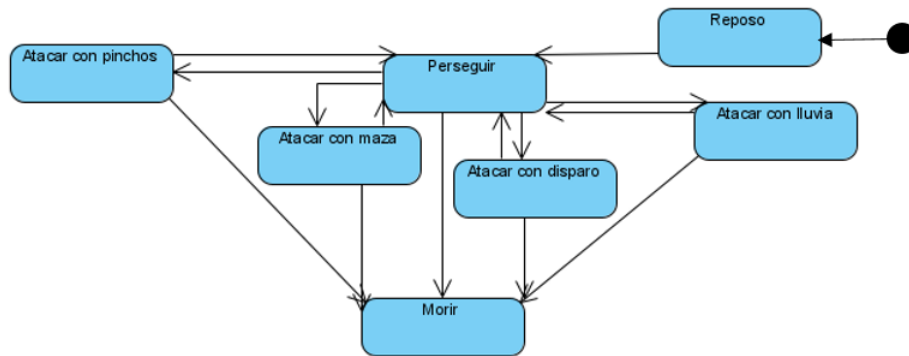 Reposo
Atacar con pinchos
Perseguir
Atacar con lluvia
Atacar con maza
Atacar con disparo
Morir